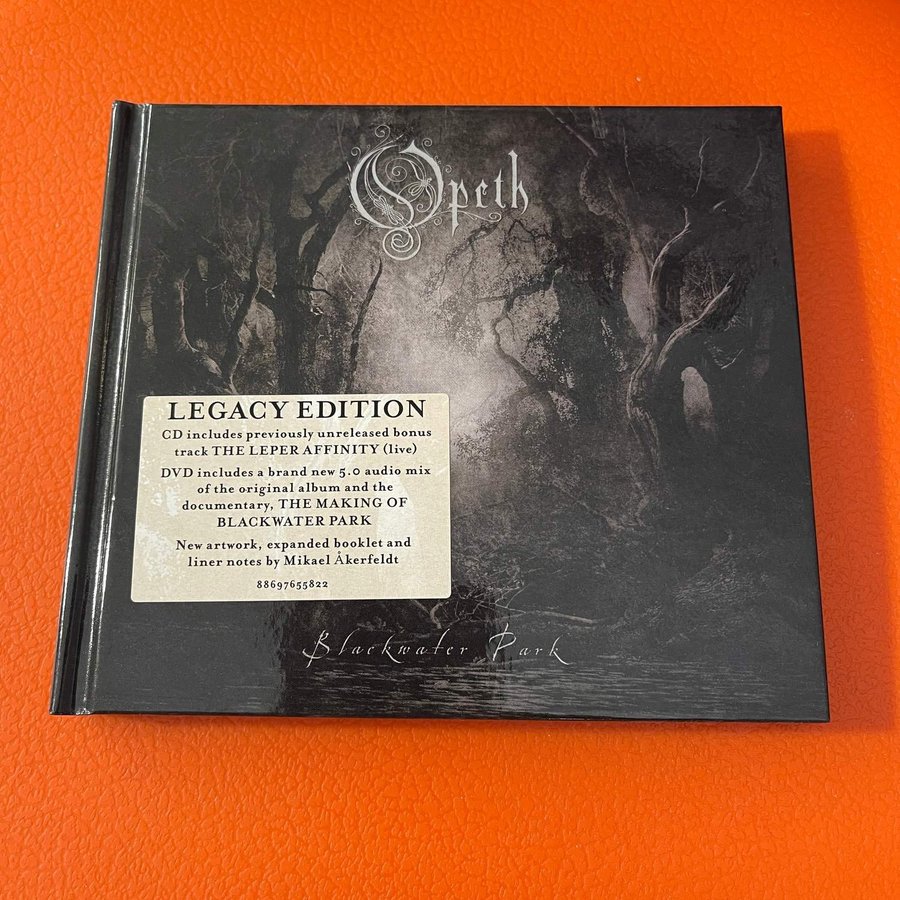 Opeth
LEGACY EDITION
CD includes previously unreleased bonus
track THE LEPER AFFINITY (live)
DVD includes a brand new 5.0 audio mix
of the original album and the
documentary, THE MAKING OF
BLACKWATER PARK
New artwork, expanded booklet and
liner notes by Mikael Åkerfeldt
88697655822
Blackwater Park